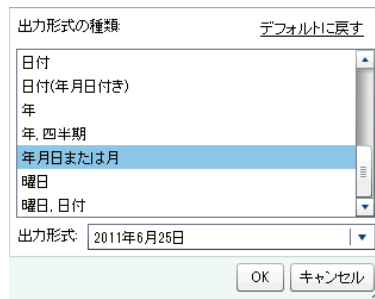 出力形式の種類:
デフォルトに戻す
日付
日付(年月日付き)
年
年, 四半期
年月日または月
曜日
曜日, 日付
出力形式: 2011年6月25日
OK キャンセル